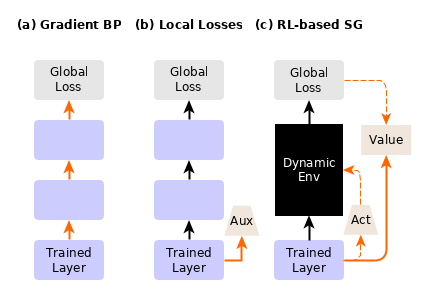 (a) Gradient BP
(b) Local Losses
(c) RL-based SG
Global
Loss
Trained
Layer
Global
Loss
Aux
Trained
Layer
Global
Loss
Value
Dynamic
Env
Act
Trained
Layer